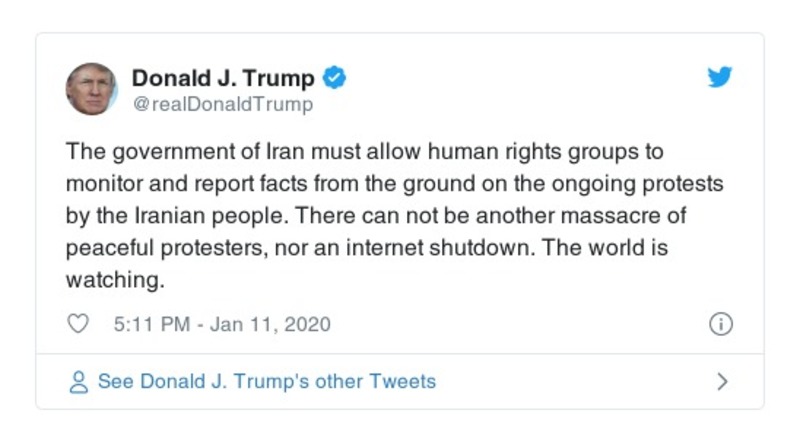 Donald J. Trump
@realDonaldTrump
The government of Iran must allow human rights groups to
monitor and report facts from the ground on the ongoing protests
by the Iranian people. There can not be another massacre of
peaceful protesters, nor an internet shutdown. The world is
watching.
5:11 PM - Jan 11, 2020
See Donald J. Trump's other Tweets